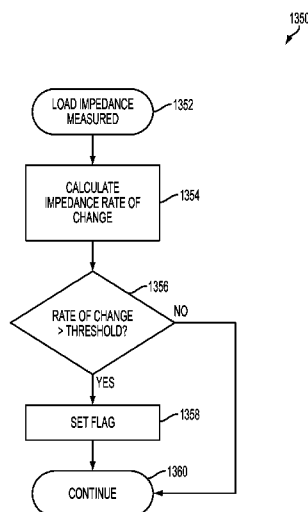 1350
LOAD IMPEDANCE
MEASURED
1352
CALCULATE
IMPEDANCE RATE OF
CHANGE
1354
1356
RATE OF CHANGE
> THRESHOLD?
NO
YES
SET FLAG
1358
1360
CONTINUE